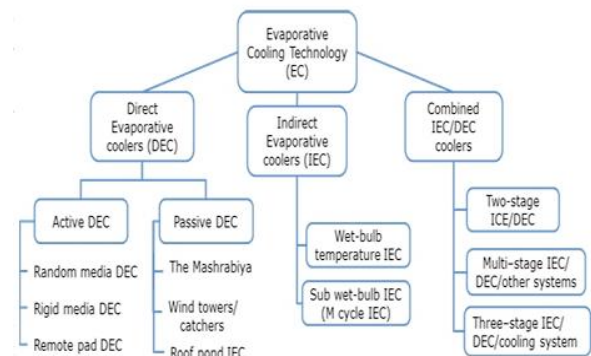 Evaporative
Cooling Technology
(EC)
Direct
Evaporative
coolers (DEC)
Indirect
Evaporative
coolers (IEC)
Combined
IEC/DEC
coolers
Active DEC
Passive DEC
Random media DEC
Rigid media DEC
Remote pad DEC
The Mashrabiya
Wind towers/
catchers
Roof pond IEC
Wet-bulb
temperature IEC
Sub wet-bulb IEC
(M cycle IEC)
Two-stage
ICE/DEC
Multi-stage IEC/
DEC/other systems
Three-stage IEC/
DEC/cooling system